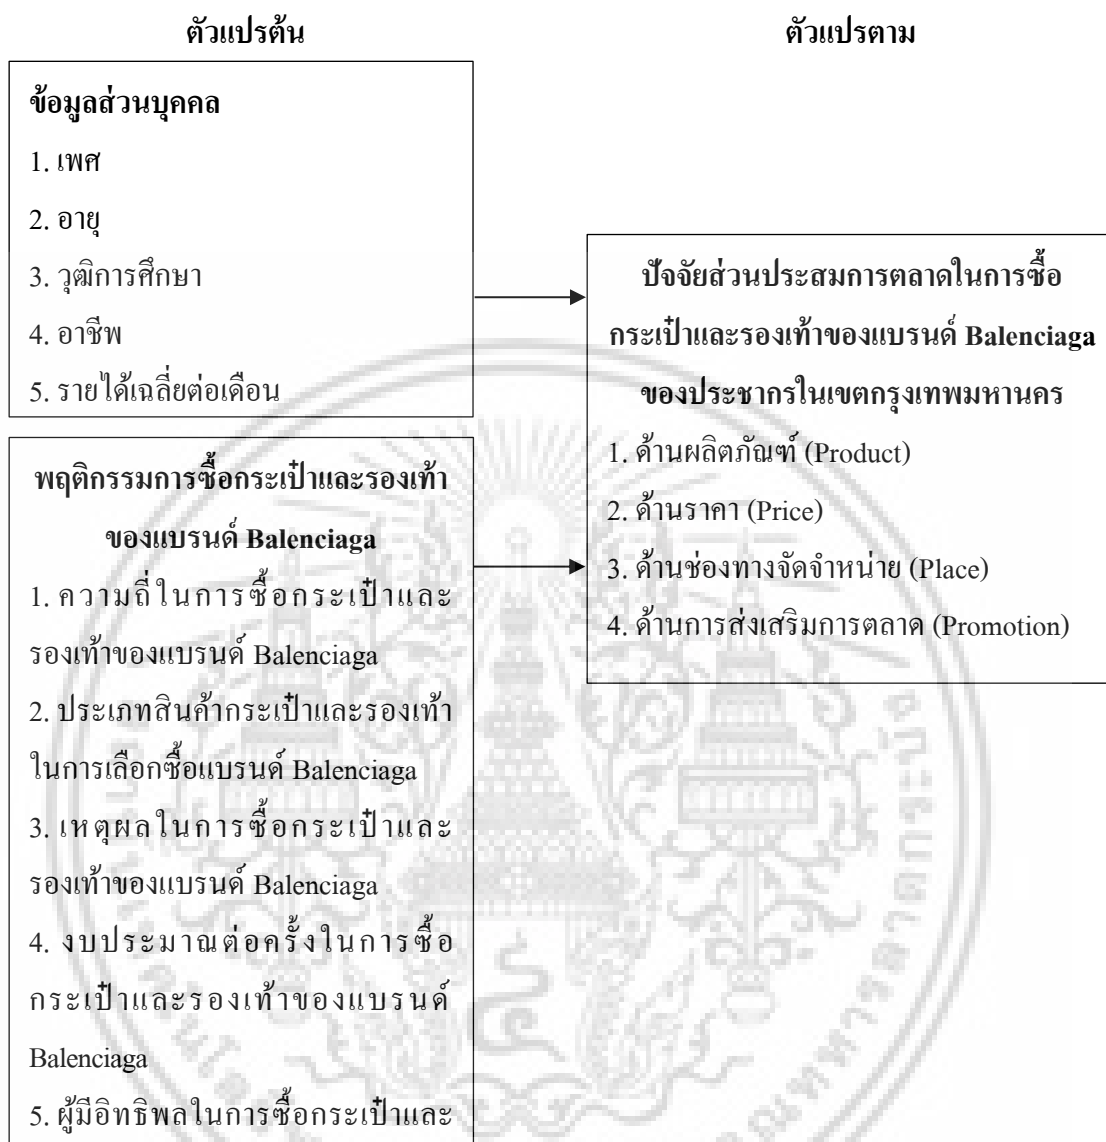 ตัวแปรต้น
ตัวแปรตาม
ข้อมูลส่วนบุคคล
1. เพศ
2. อายุ
3. วุฒิการศึกษา
4. อาชีพ
5. รายได้เฉลี่ยต่อเดือน
พฤติกรรมการซื้อกระเป๋าและรองเท้า
ของแบรนด์ Balenciaga
1. ความถี่ในการซื้อกระเป๋าและ
รองเท้าของแบรนด์ Balenciaga
2. ประเภทสินค้ากระเป๋าและรองเท้า
ในการเลือกซื้อแบรนด์ Balenciaga
3. เหตุผลในการซื้อกระเป๋าและ
รองเท้าของแบรนด์ Balenciaga
4. งบประมาณต่อครั้งในการซื้อ
กระเป๋าและรองเท้าของแบรนด์
Balenciaga
5. ผู้มีอิทธิพลในการซื้อกระเป๋าและ
ปัจจัยส่วนประสมการตลาดในการซื้อ
กระเป๋าและรองเท้าของแบรนด์ Balenciaga
ของประชากรในเขตกรุงเทพมหานคร
1. ด้านผลิตภัณฑ์ (Product)
2. ด้านราคา (Price)
3. ด้านช่องทางจัดจำหน่าย (Place)
4. ด้านการส่งเสริมการตลาด (Promotion)